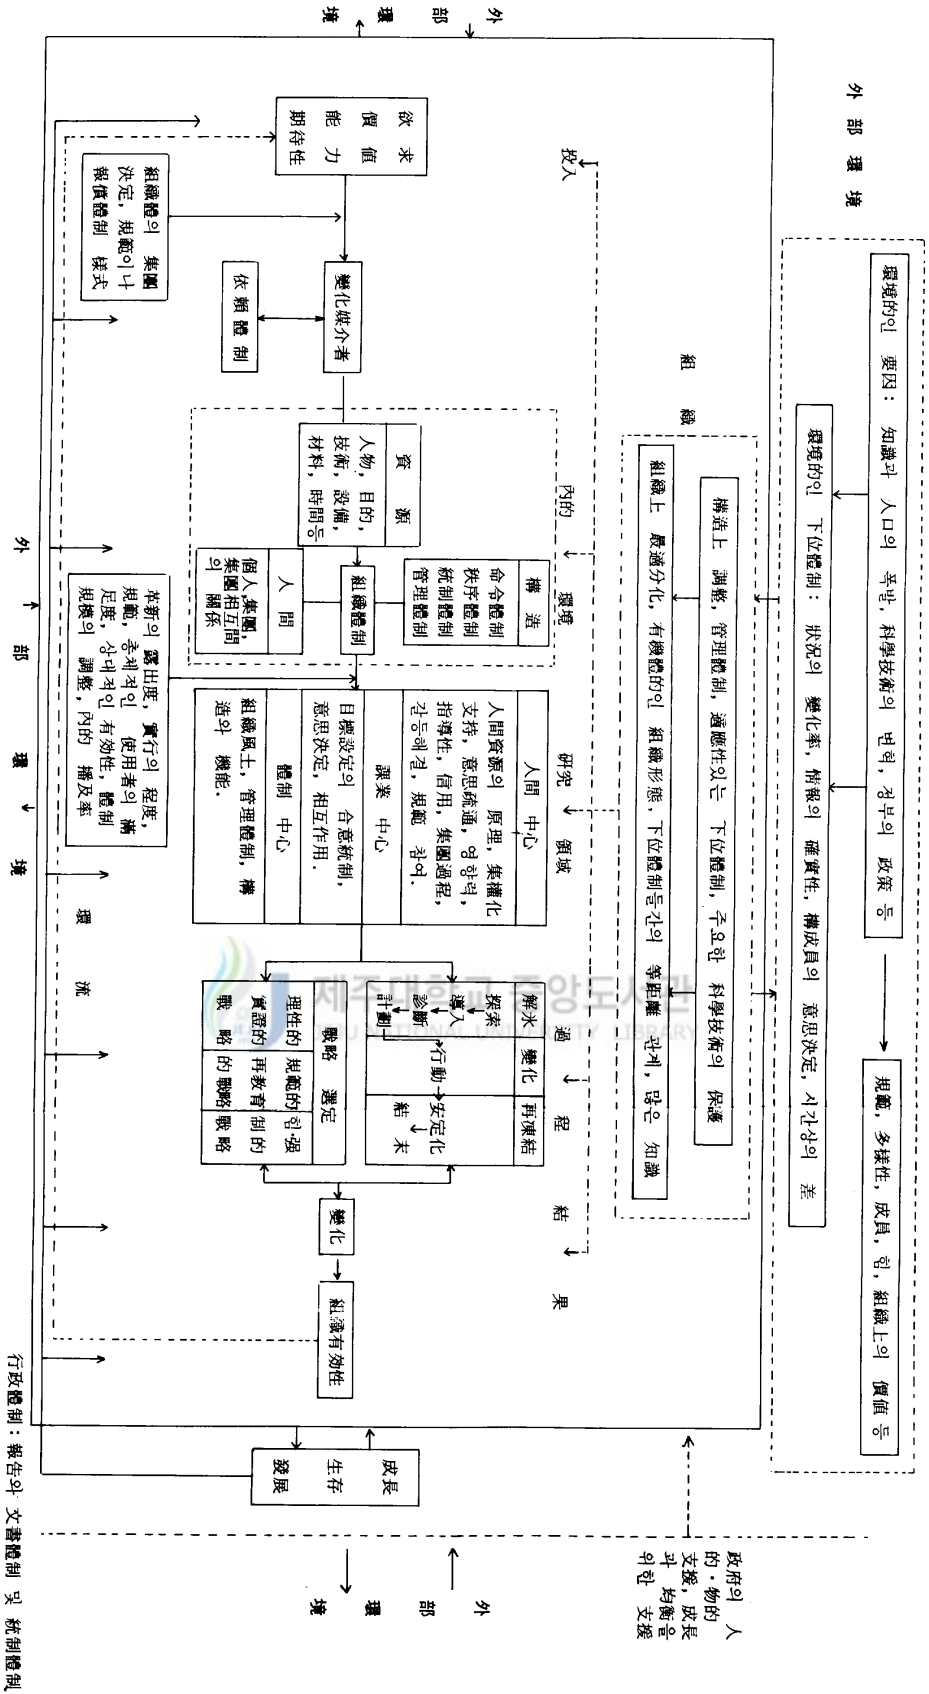 外部環境
外部環境
環境的인 要因 : 知識과 人口의 폭발, 科學技術의 변혁, 정부의 政策 등
規範, 多樣性, 成員, 힘, 組織上의 價値 등
環境的인 下位體制 : 狀況의 變化率, 情報의 確實性, 構成員의 意思決定, 시간상의 差
組織
構造上 調整, 管理體制, 適應性있는 下位體制, 주요한 科學技術의 保護
組織上 最適分化, 有機體的인 組織形態, 下位體制들간의 等距離 관계, 많은 知識
政府의 人
的·物的
支援, 成長
과 均衡을
위한 支援
投入
內的 環境
研究 領域
過程
結果
欲求
價値
能力
期待性
組織體의 集團
決定, 規範이나
報償體制 樣式
變化媒介者
依賴體制
資源
人物, 目的,
技術, 設備,
材料, 時間등
構造
命令體制
秩序體制
統制體制
管理體制
組織體制
人間
個人,集團,
集團相互間
의 關係
人間 中心
人間資源의 原理, 集權化
支持, 意思疏通, 영향력,
指導性, 信用, 集團過程,
갈등해결, 規範 참여.
課業 中心
目標設定의 合意統制,
意思決定, 相互作用.
體制 中心
組織風土, 管理體制, 構
造와 機能.
革新의 露出度, 實行의 程度,
規範, 총체적인 使用者의 滿
足度, 상대적인 有効性, 體制
規模의 調整, 內的 播及率
解氷
變化
再凍結
探索
導入
診斷
計劃
行動
安定化
結末
戰略 選定
理性的
實證的
戰略
規範的
再教育
的戰略
힘·强
制的
戰略
變化
組織有効性
成長
生存
發展
環流
外部環境
外部環境
行政體制 : 報告와 文書體制 및 統制體制
제주대학교 중앙도서관
JEJU NATIONAL UNIVERSITY LIBRARY